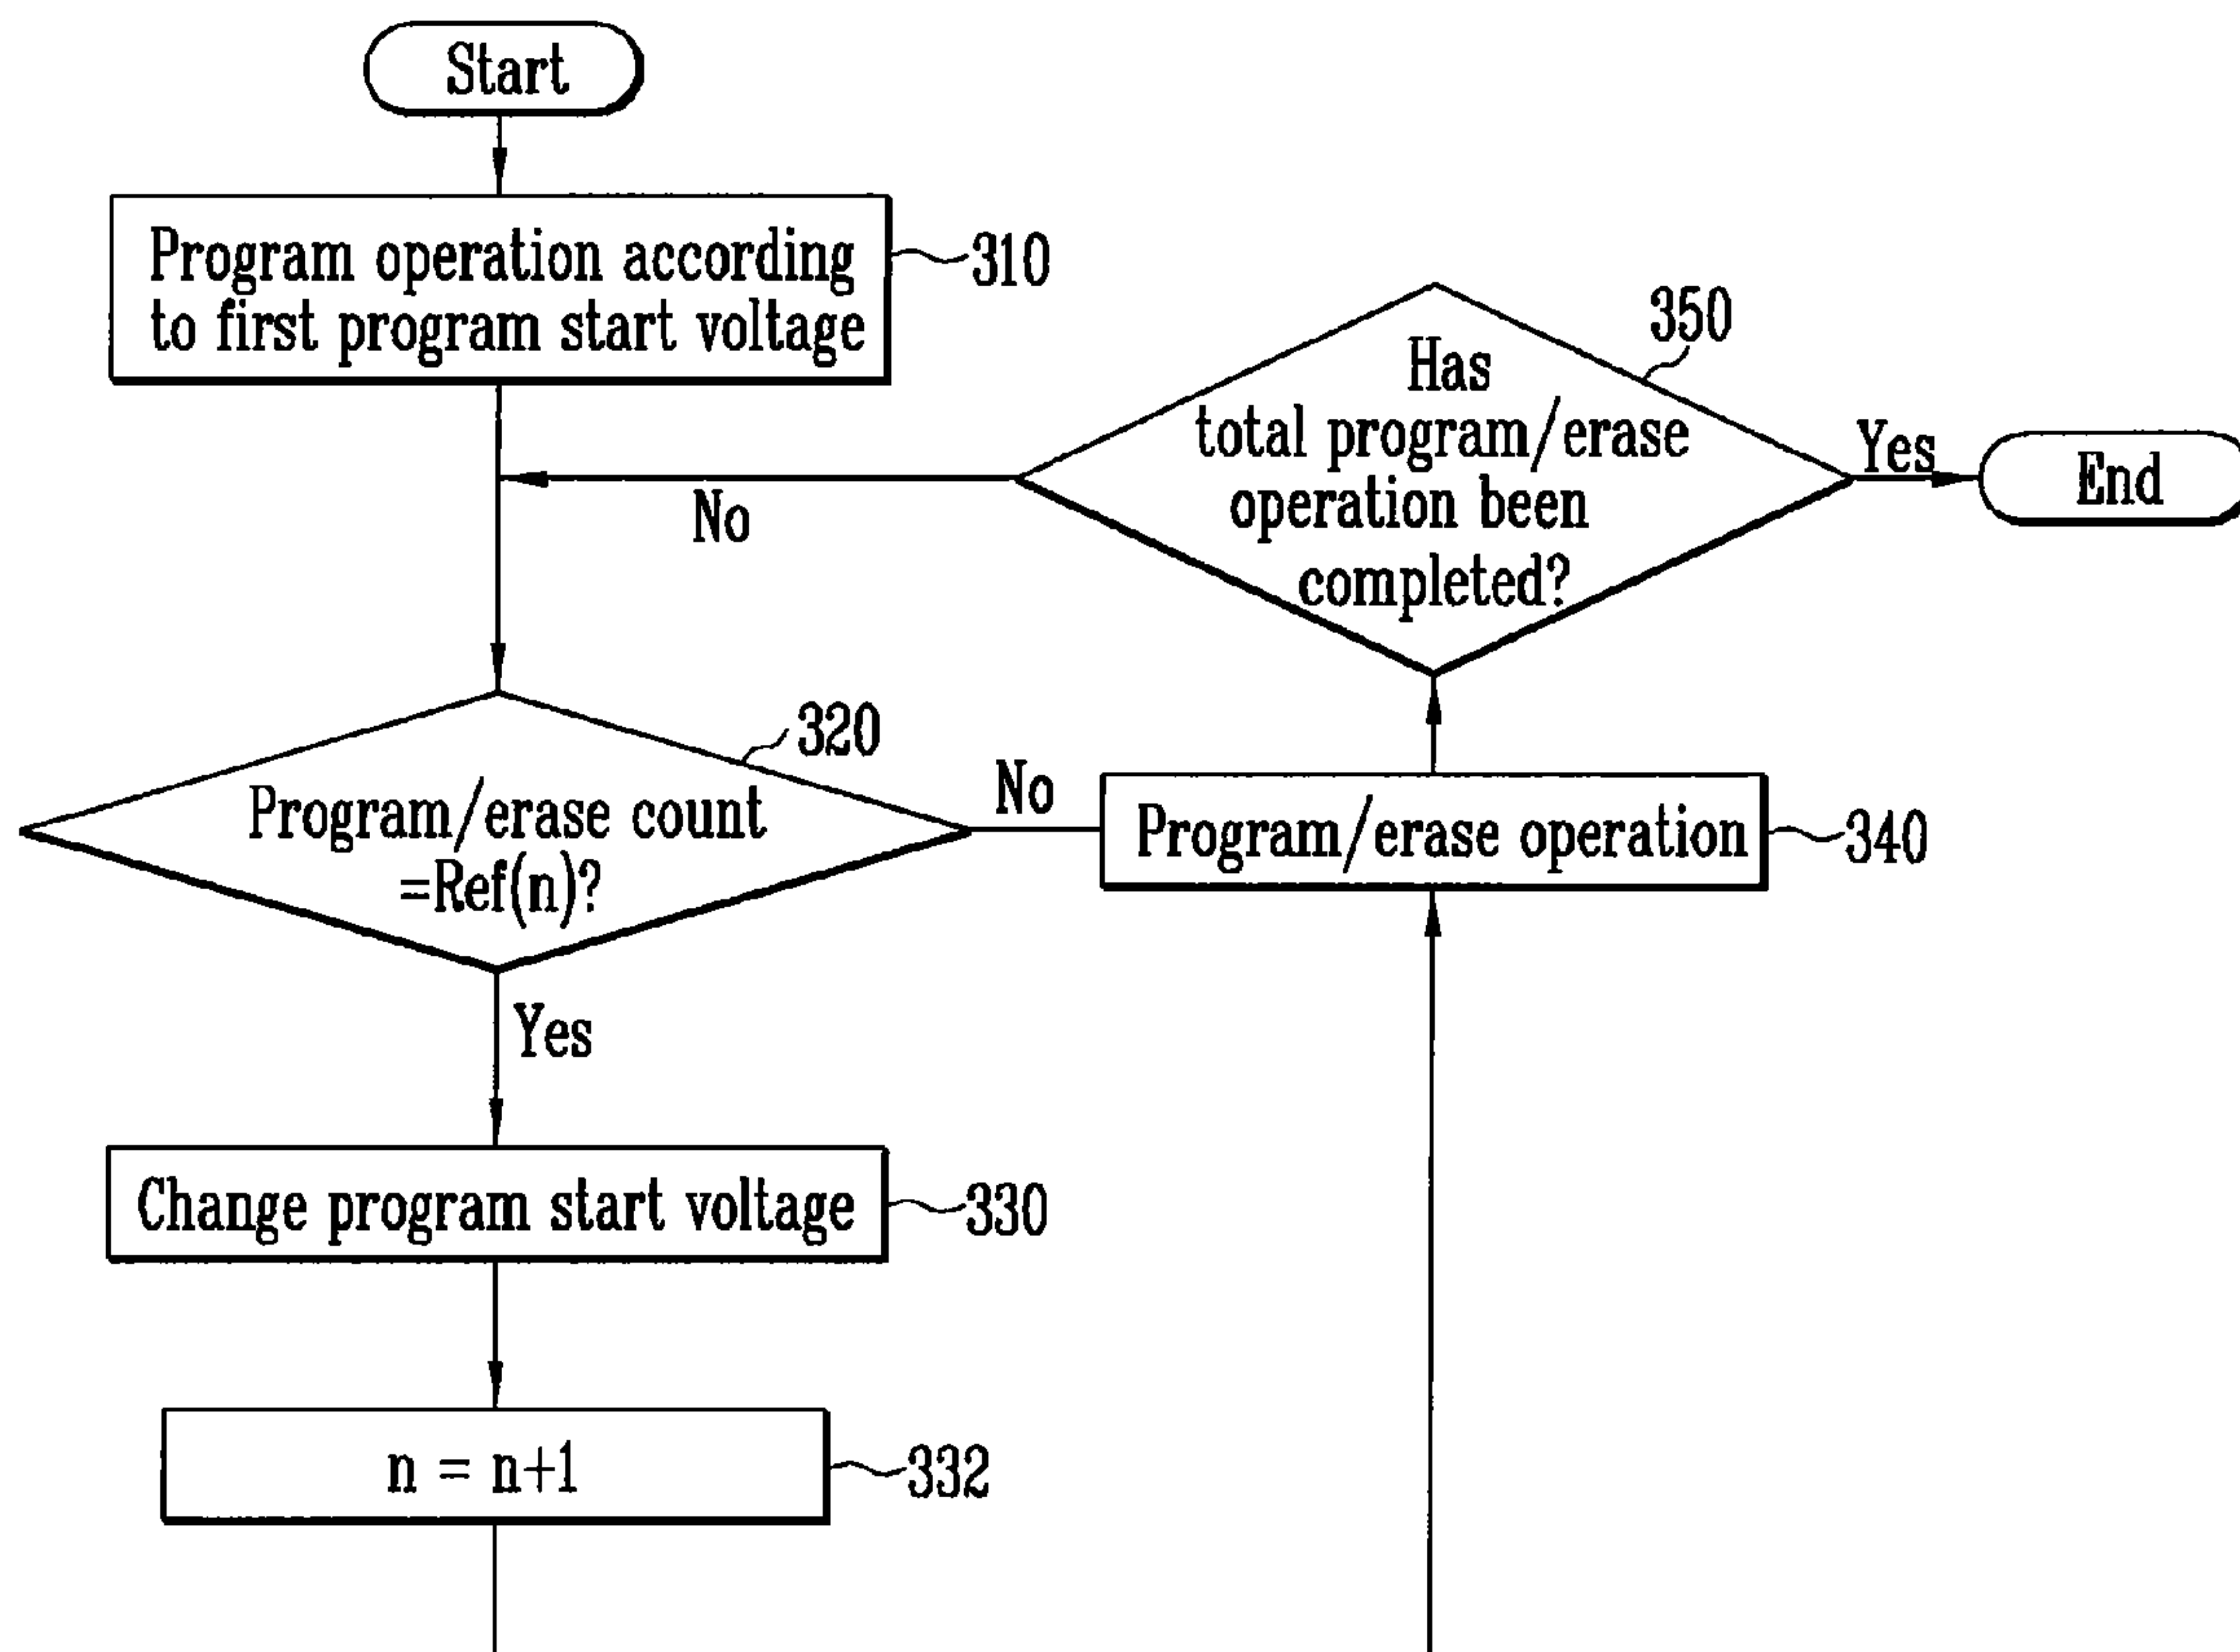 Start
Program operation according
to first program start voltage
310
350
Has
total program/erase
operation been
completed?
Yes
End
No
320
Program/erase count
=Ref(n)?
No
Program/erase operation
340
Yes
Change program start voltage
330
n = n+1
332